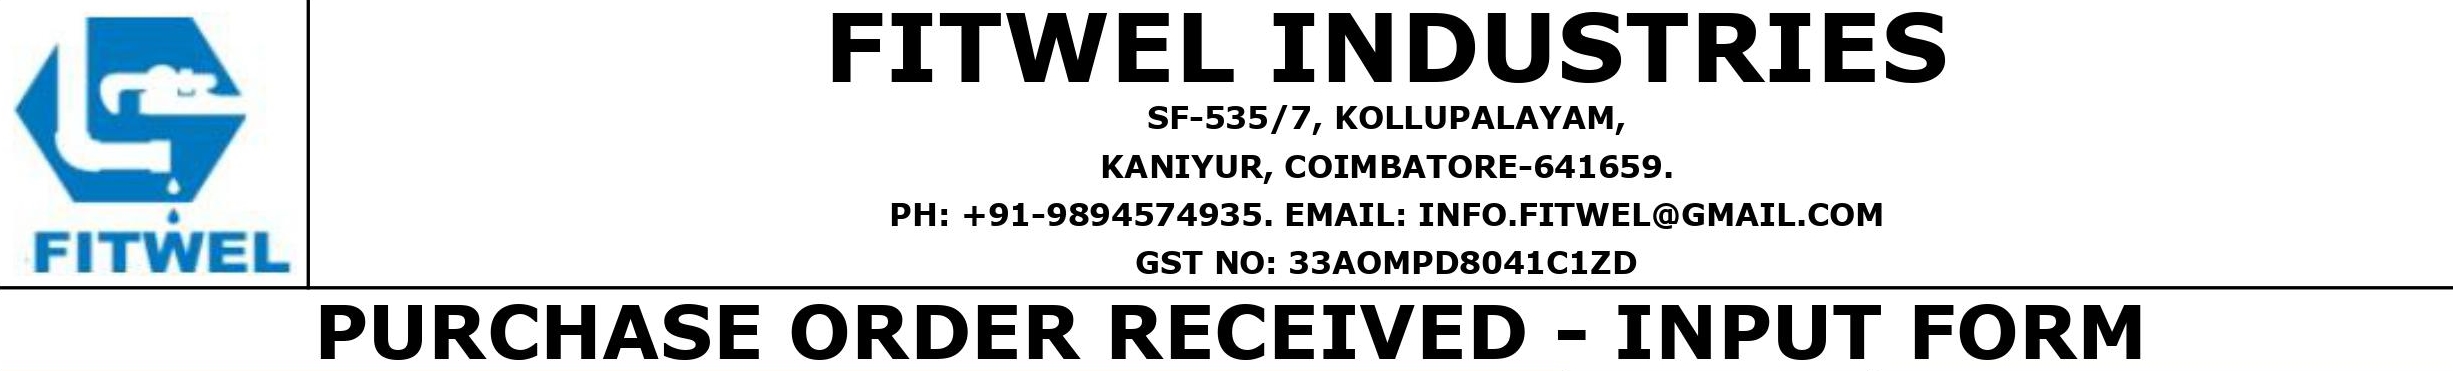 FITWEL
FITWEL INDUSTRIES
SF-535/7, KOLLUPALAYAM,
KANIYUR, COIMBATORE-641659.
PH: +91-9894574935. EMAIL: INFO.FITWEL@GMAIL.COM
GST NO: 33AOMPD8041C1ZD
PURCHASE ORDER RECEIVED - INPUT FORM